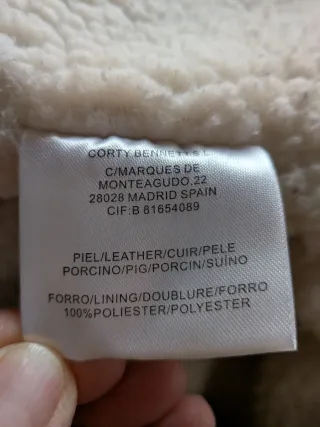 CORTY BENNETT S.L.
C/MARQUES DE
MONTEAGUDO,22
28028 MADRID SPAIN
CIF:B 81654089
PIEL/LEATHER/CUIR/PELE
PORCINO/PIG/PORCIN/SUÍNO
FORRO/LINING/DOUBLURE/FORRO
100%POLIESTER/POLYESTER